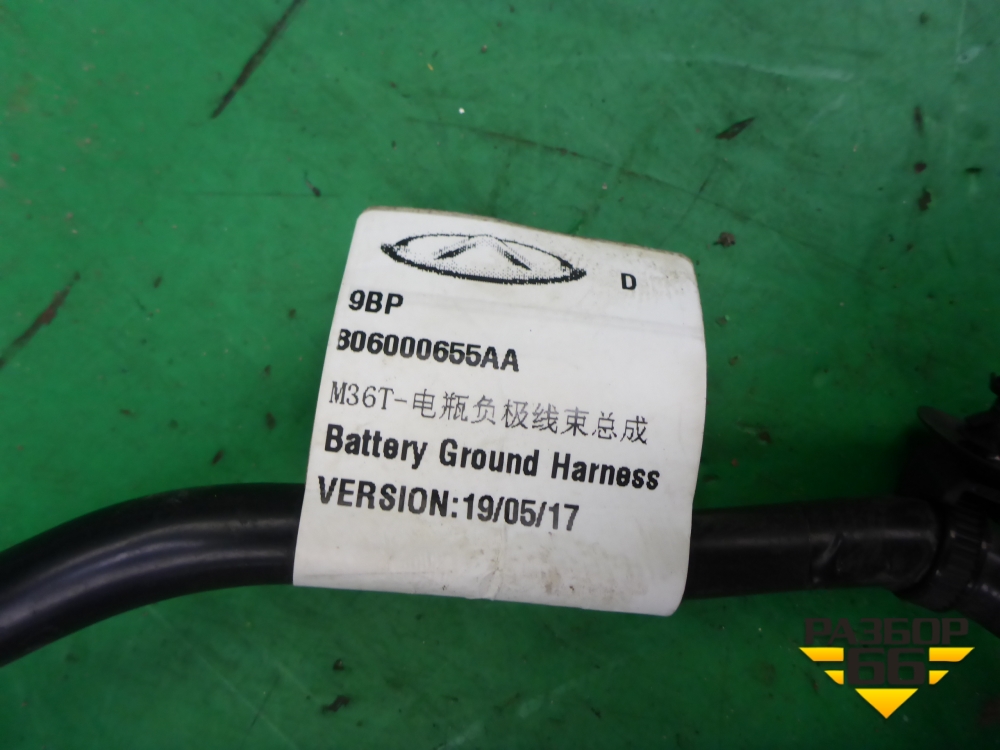 D
9BP
806000655AA
M36T-电瓶负极线束总成
Battery Ground Harness
VERSION:19/05/17
РАЗБОР
66